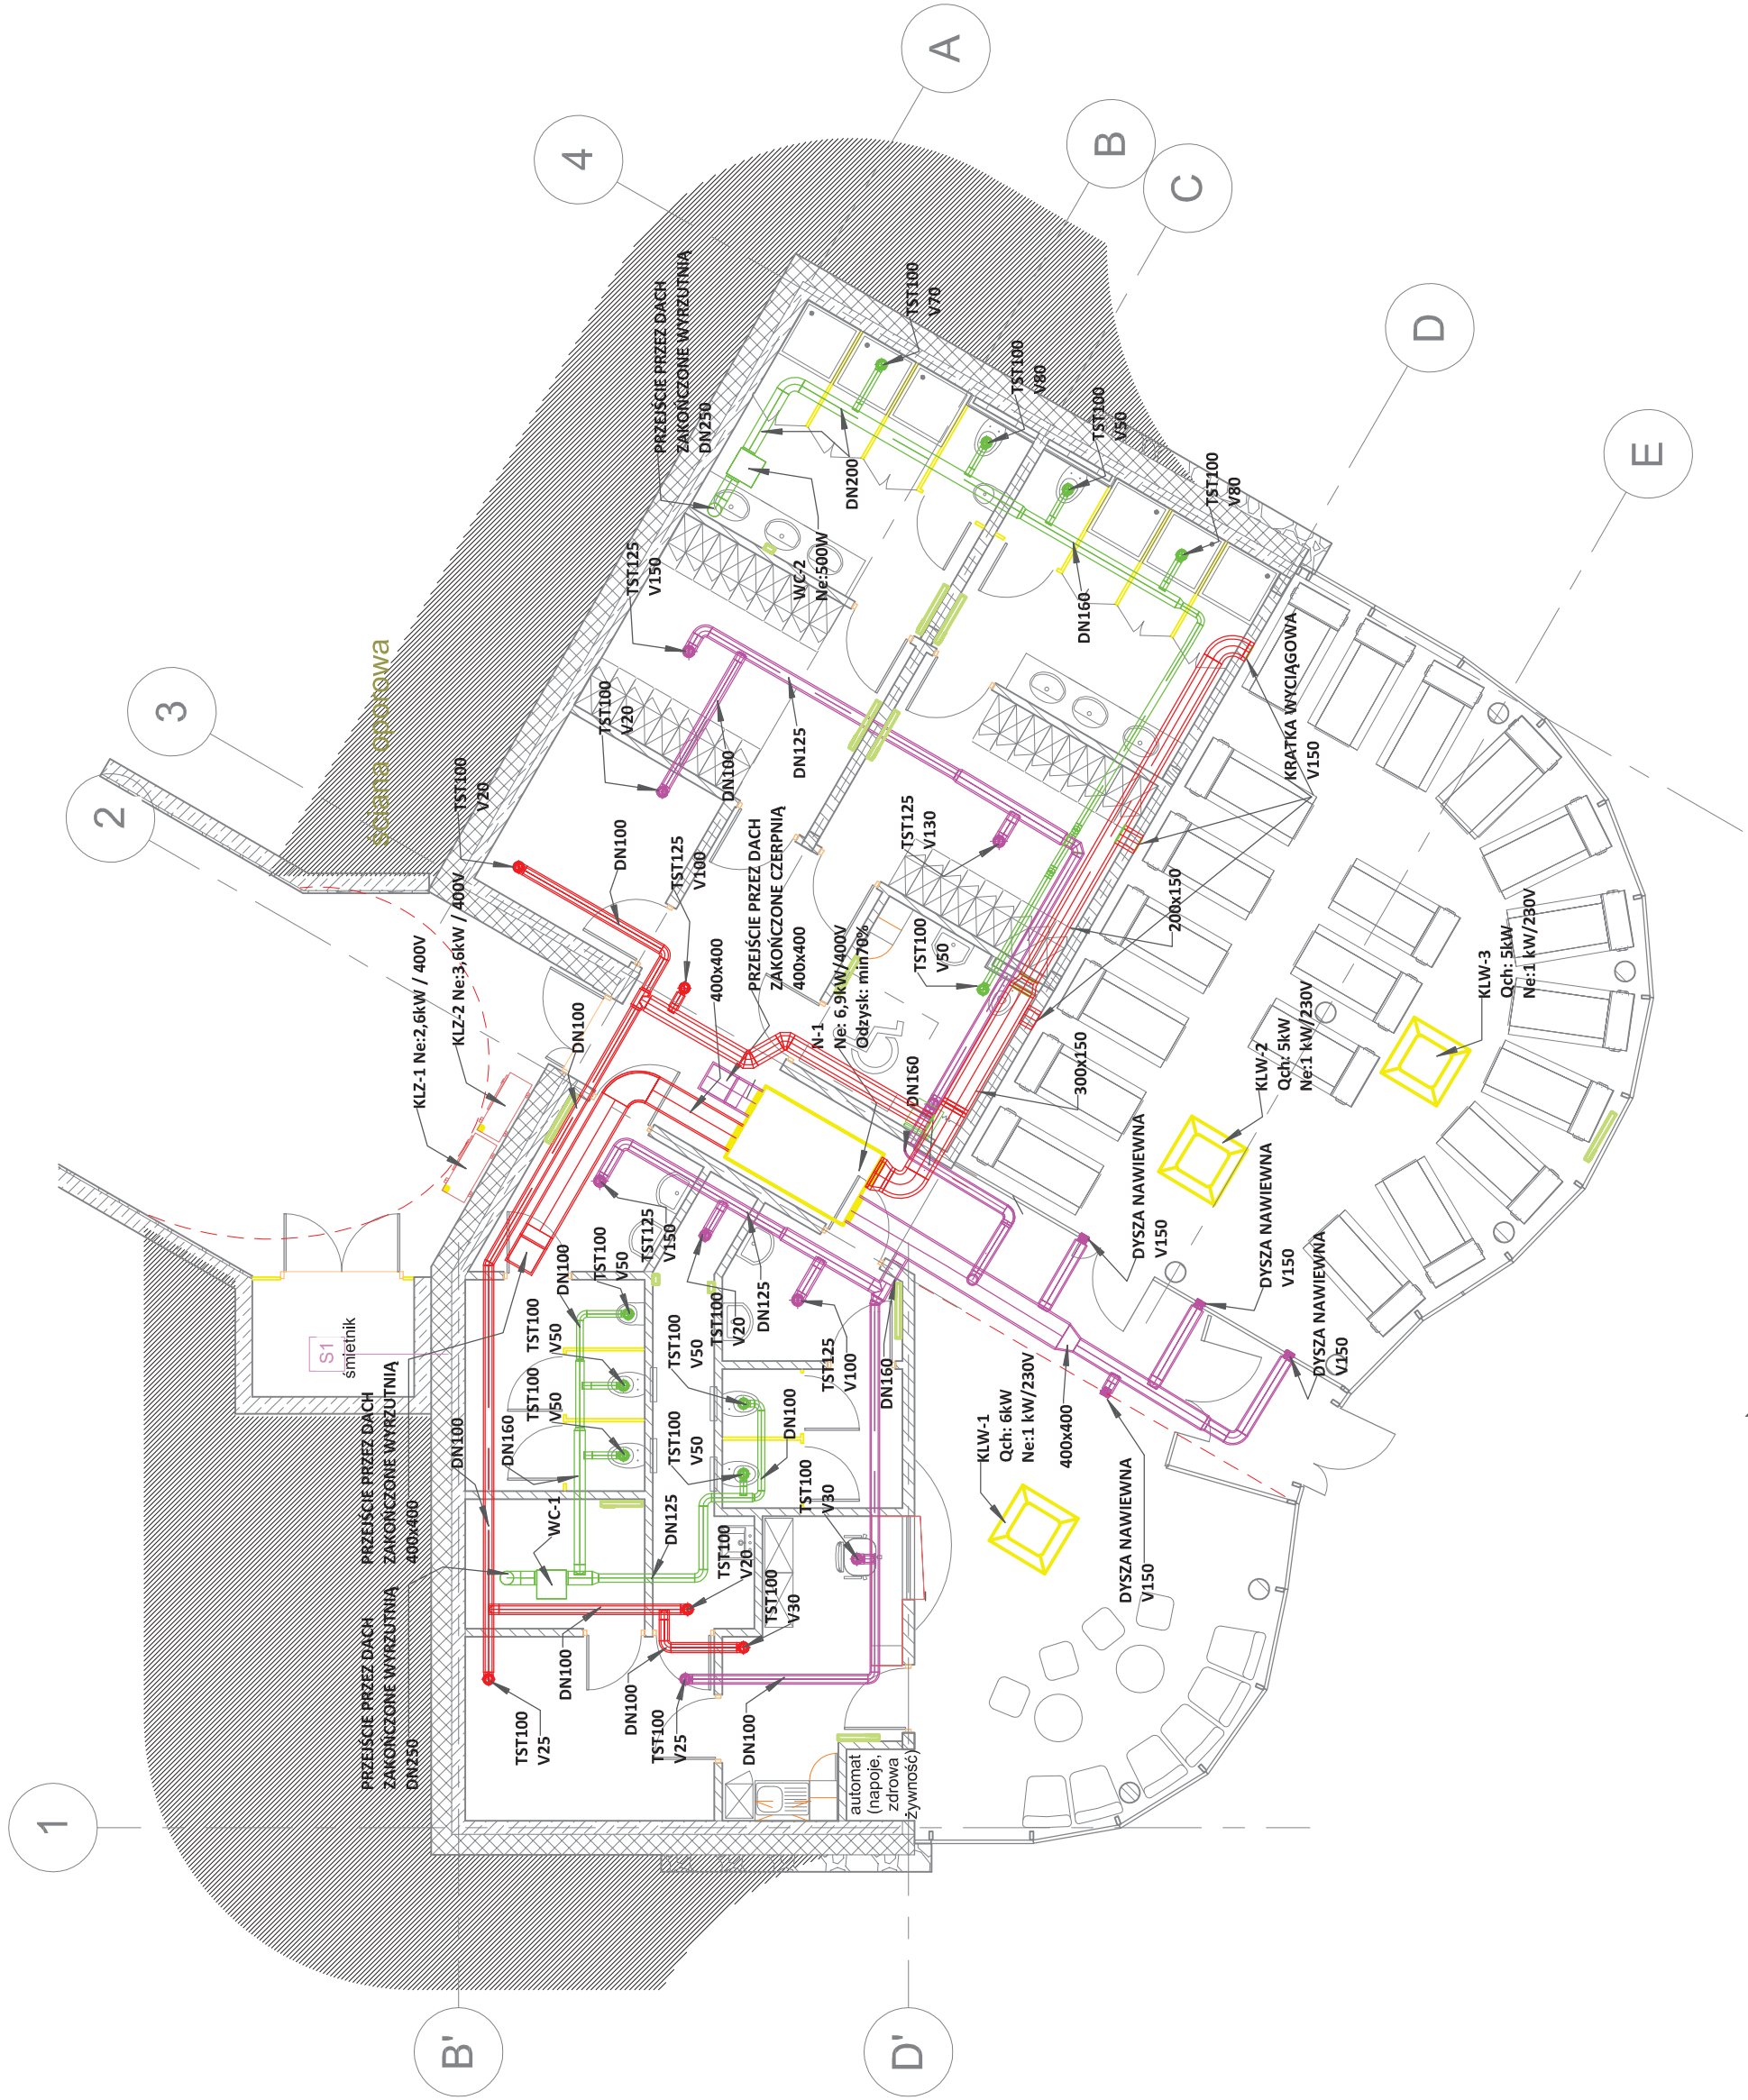 1
2
3
4
A
B
C
D
E
B'
D'
ściana oporowa
S1
śmietnik
KLZ-1 Ne:2,6kW / 400V
KLZ-2 Ne:3,6kW / 400V
PRZEJŚCIE PRZEZ DACH
ZAKOŃCZONE WYRZUTNIĄ
DN250
PRZEJŚCIE PRZEZ DACH
ZAKOŃCZONE WYRZUTNIĄ
400x400
PRZEJŚCIE PRZEZ DACH
ZAKOŃCZONE WYRZUTNIĄ
DN250
DN100
DN160
WC-1
TST100
V25
DN100
DN100
TST100
V25
DN100
TST100
V20
TST100
V30
DN125
TST100
V50
TST100
V50
DN100
TST100
V50
TST125
V150
TST100
V50
TST100
V50
TST100
V20
DN125
DN100
TST100
V30
TST125
V100
DN160
DN100
TST100
V20
DN100
TST125
V100
400x400
PRZEJŚCIE PRZEZ DACH
ZAKOŃCZONE CZERPNIĄ
400x400
N-1
Ne: 6,9kW/400V
Odzysk: min70%
DN160
TST100
V20
DN100
TST125
V150
DN125
WC-2
Ne:500W
DN200
TST100
V70
TST100
V80
TST100
V50
TST100
V80
DN160
TST125
V130
TST100
V50
KRATKA WYCIĄGOWA
V150
200x150
300x150
DYSZA NAWIEWNA
V150
DYSZA NAWIEWNA
V150
DYSZA NAWIEWNA
V150
DYSZA NAWIEWNA
V150
400x400
KLW-1
Qch: 6kW
Ne:1 kW/230V
KLW-2
Qch: 5kW
Ne:1 kW/230V
KLW-3
Qch: 5kW
Ne:1 kW/230V
automat
(napoje,
zdrowa
żywność)